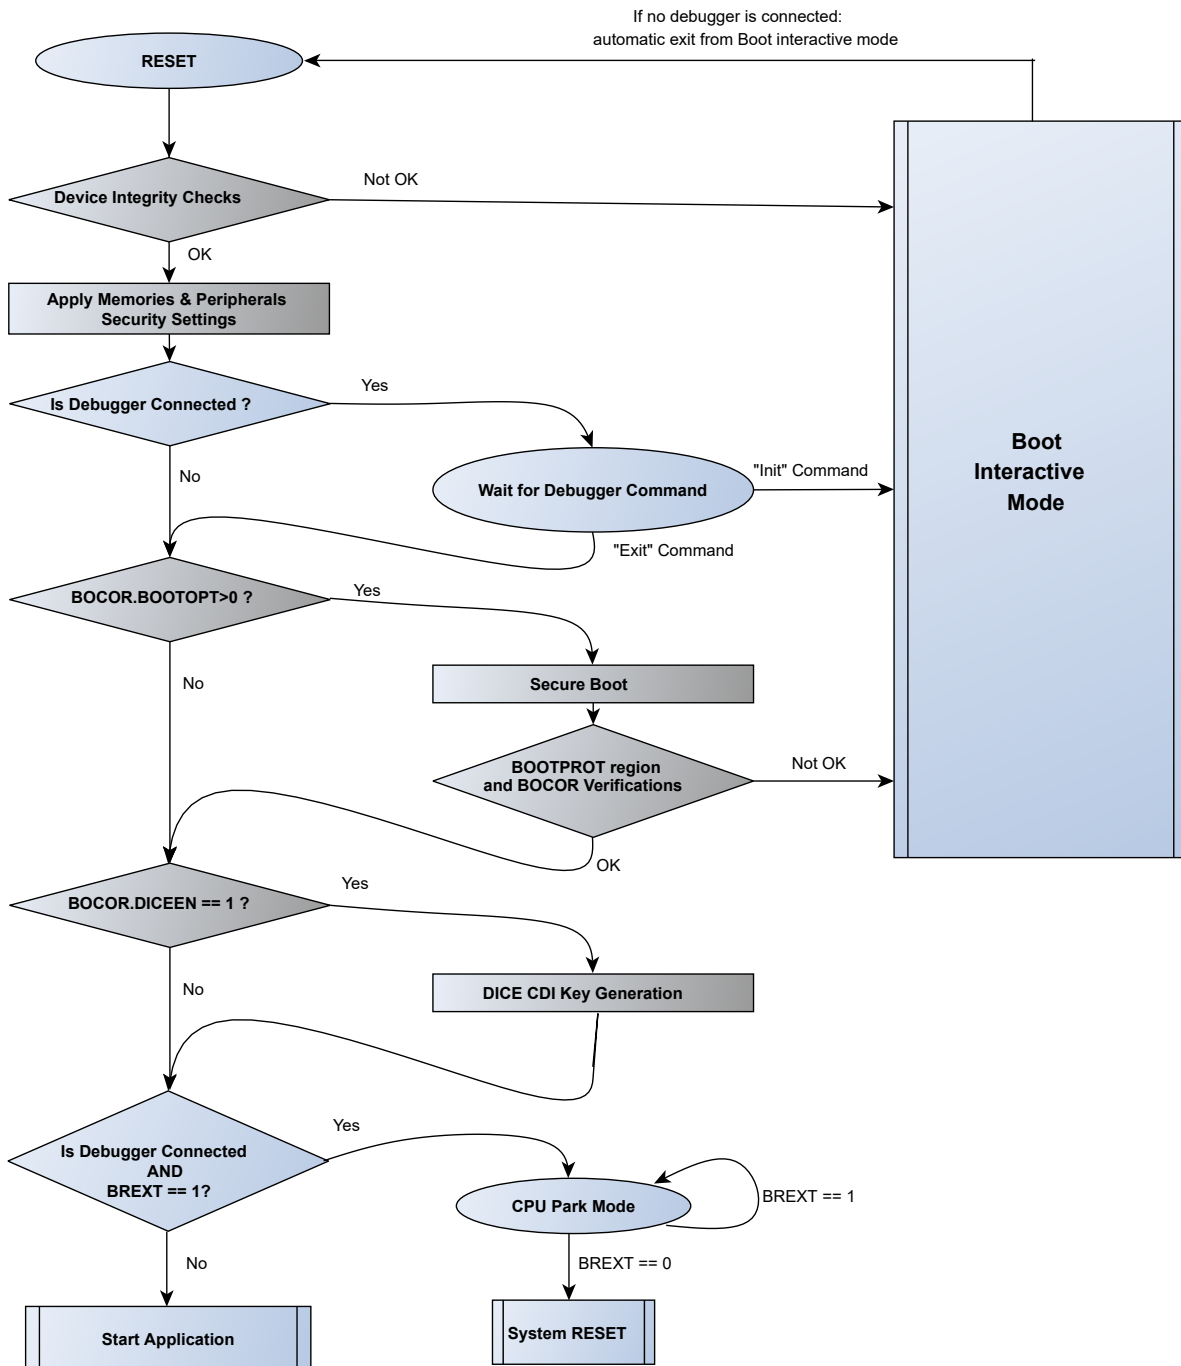 If no debugger is connected:
automatic exit from Boot interactive mode
RESET
Device Integrity Checks
Not OK
OK
Apply Memories & Peripherals
Security Settings
Is Debugger Connected ?
Yes
No
Wait for Debugger Command
"Init" Command
"Exit" Command
Boot
Interactive
Mode
BOCOR.BOOTOPT>0 ?
Yes
No
Secure Boot
BOOTPROT region
and BOCOR Verifications
Not OK
OK
BOCOR.DICEEN == 1 ?
Yes
No
DICE CDI Key Generation
Is Debugger Connected
AND
BREXT == 1?
Yes
No
CPU Park Mode
BREXT == 1
BREXT == 0
Start Application
System RESET